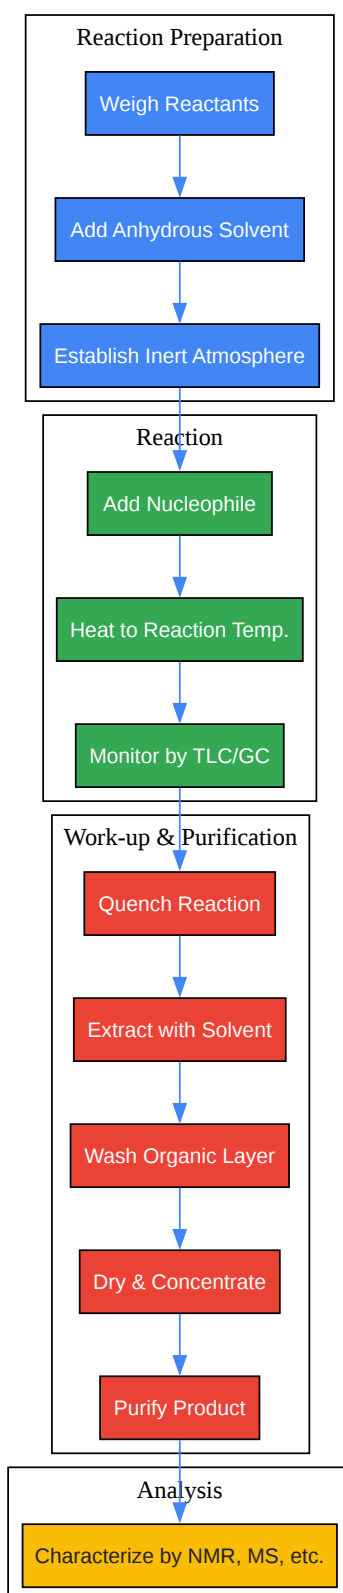 Reaction Preparation
Weigh Reactants
Add Anhydrous Solvent
Establish Inert Atmosphere
Reaction
Add Nucleophile
Heat to Reaction Temp.
Monitor by TLC/GC
Work-up & Purification
Quench Reaction
Extract with Solvent
Wash Organic Layer
Dry & Concentrate
Purify Product
Analysis
Characterize by NMR, MS, etc.